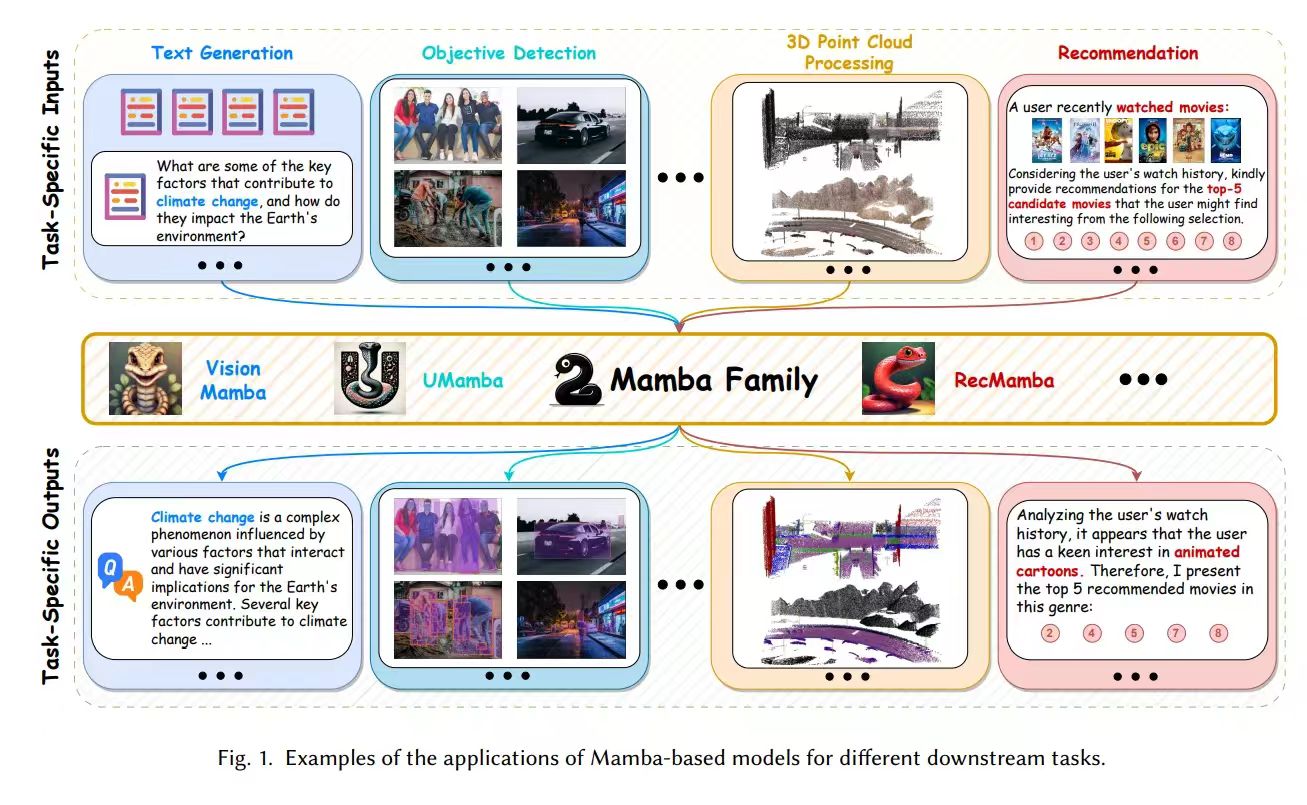 Text Generation
Objective Detection
3D Point Cloud
Processing
Recommendation
Task-Specific Inputs
What are some of the key
factors that contribute to
climate change, and how do
they impact the Earth's
environment?
A user recently watched movies:
epic
Considering the user's watch history, kindly
provide recommendations for the top-5
candidate movies that the user might find
interesting from the following selection.
1 2 3 4 5 6 7 8
Vision
Mamba
UMamba
Mamba Family
RecMamba
Task-Specific Outputs
Q
A
Climate change is a complex
phenomenon influenced by
various factors that interact
and have significant
implications for the Earth's
environment. Several key
factors contribute to climate
change ...
Analyzing the user's watch
history, it appears that the user
has a keen interest in animated
cartoons. Therefore, I present
the top 5 recommended movies in
this genre:
2 4 5 7 8
Fig. 1. Examples of the applications of Mamba-based models for different downstream tasks.